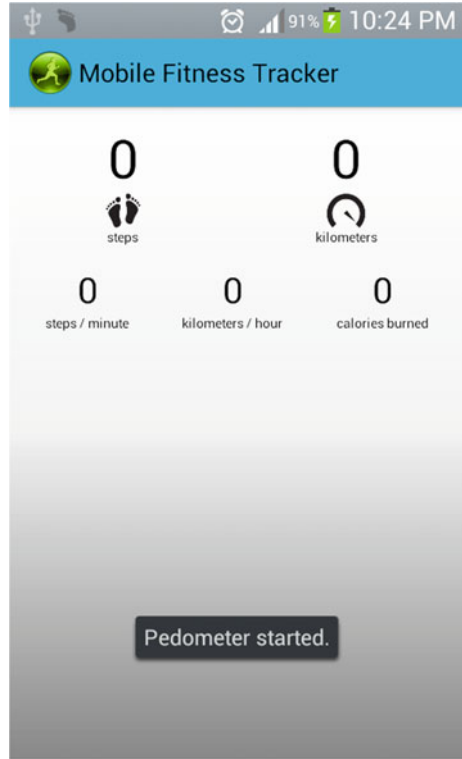 91% 10:24 PM
Mobile Fitness Tracker
0 0
steps kilometers
0 0 0
steps / minute kilometers / hour calories burned
Pedometer started.